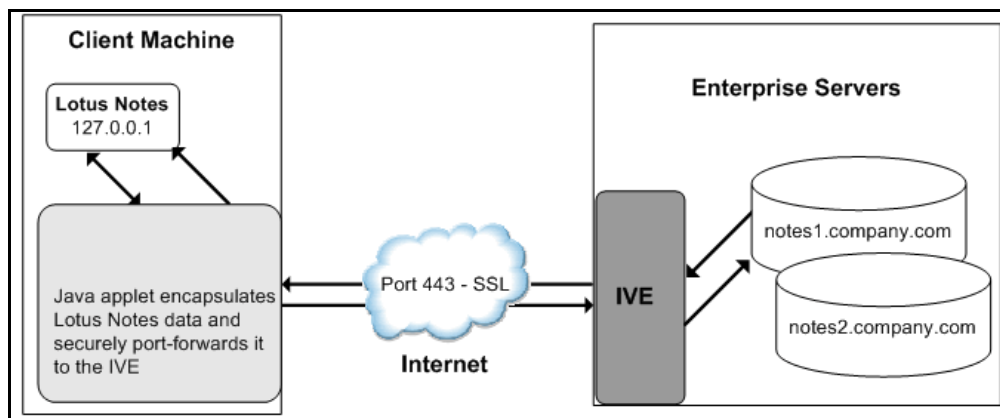 Client Machine
Lotus Notes
127.0.0.1
Java applet encapsulates
Lotus Notes data and
securely port-forwards it
to the IVE
Port 443 - SSL
Internet
Enterprise Servers
IVE
notes1.company.com
notes2.company.com